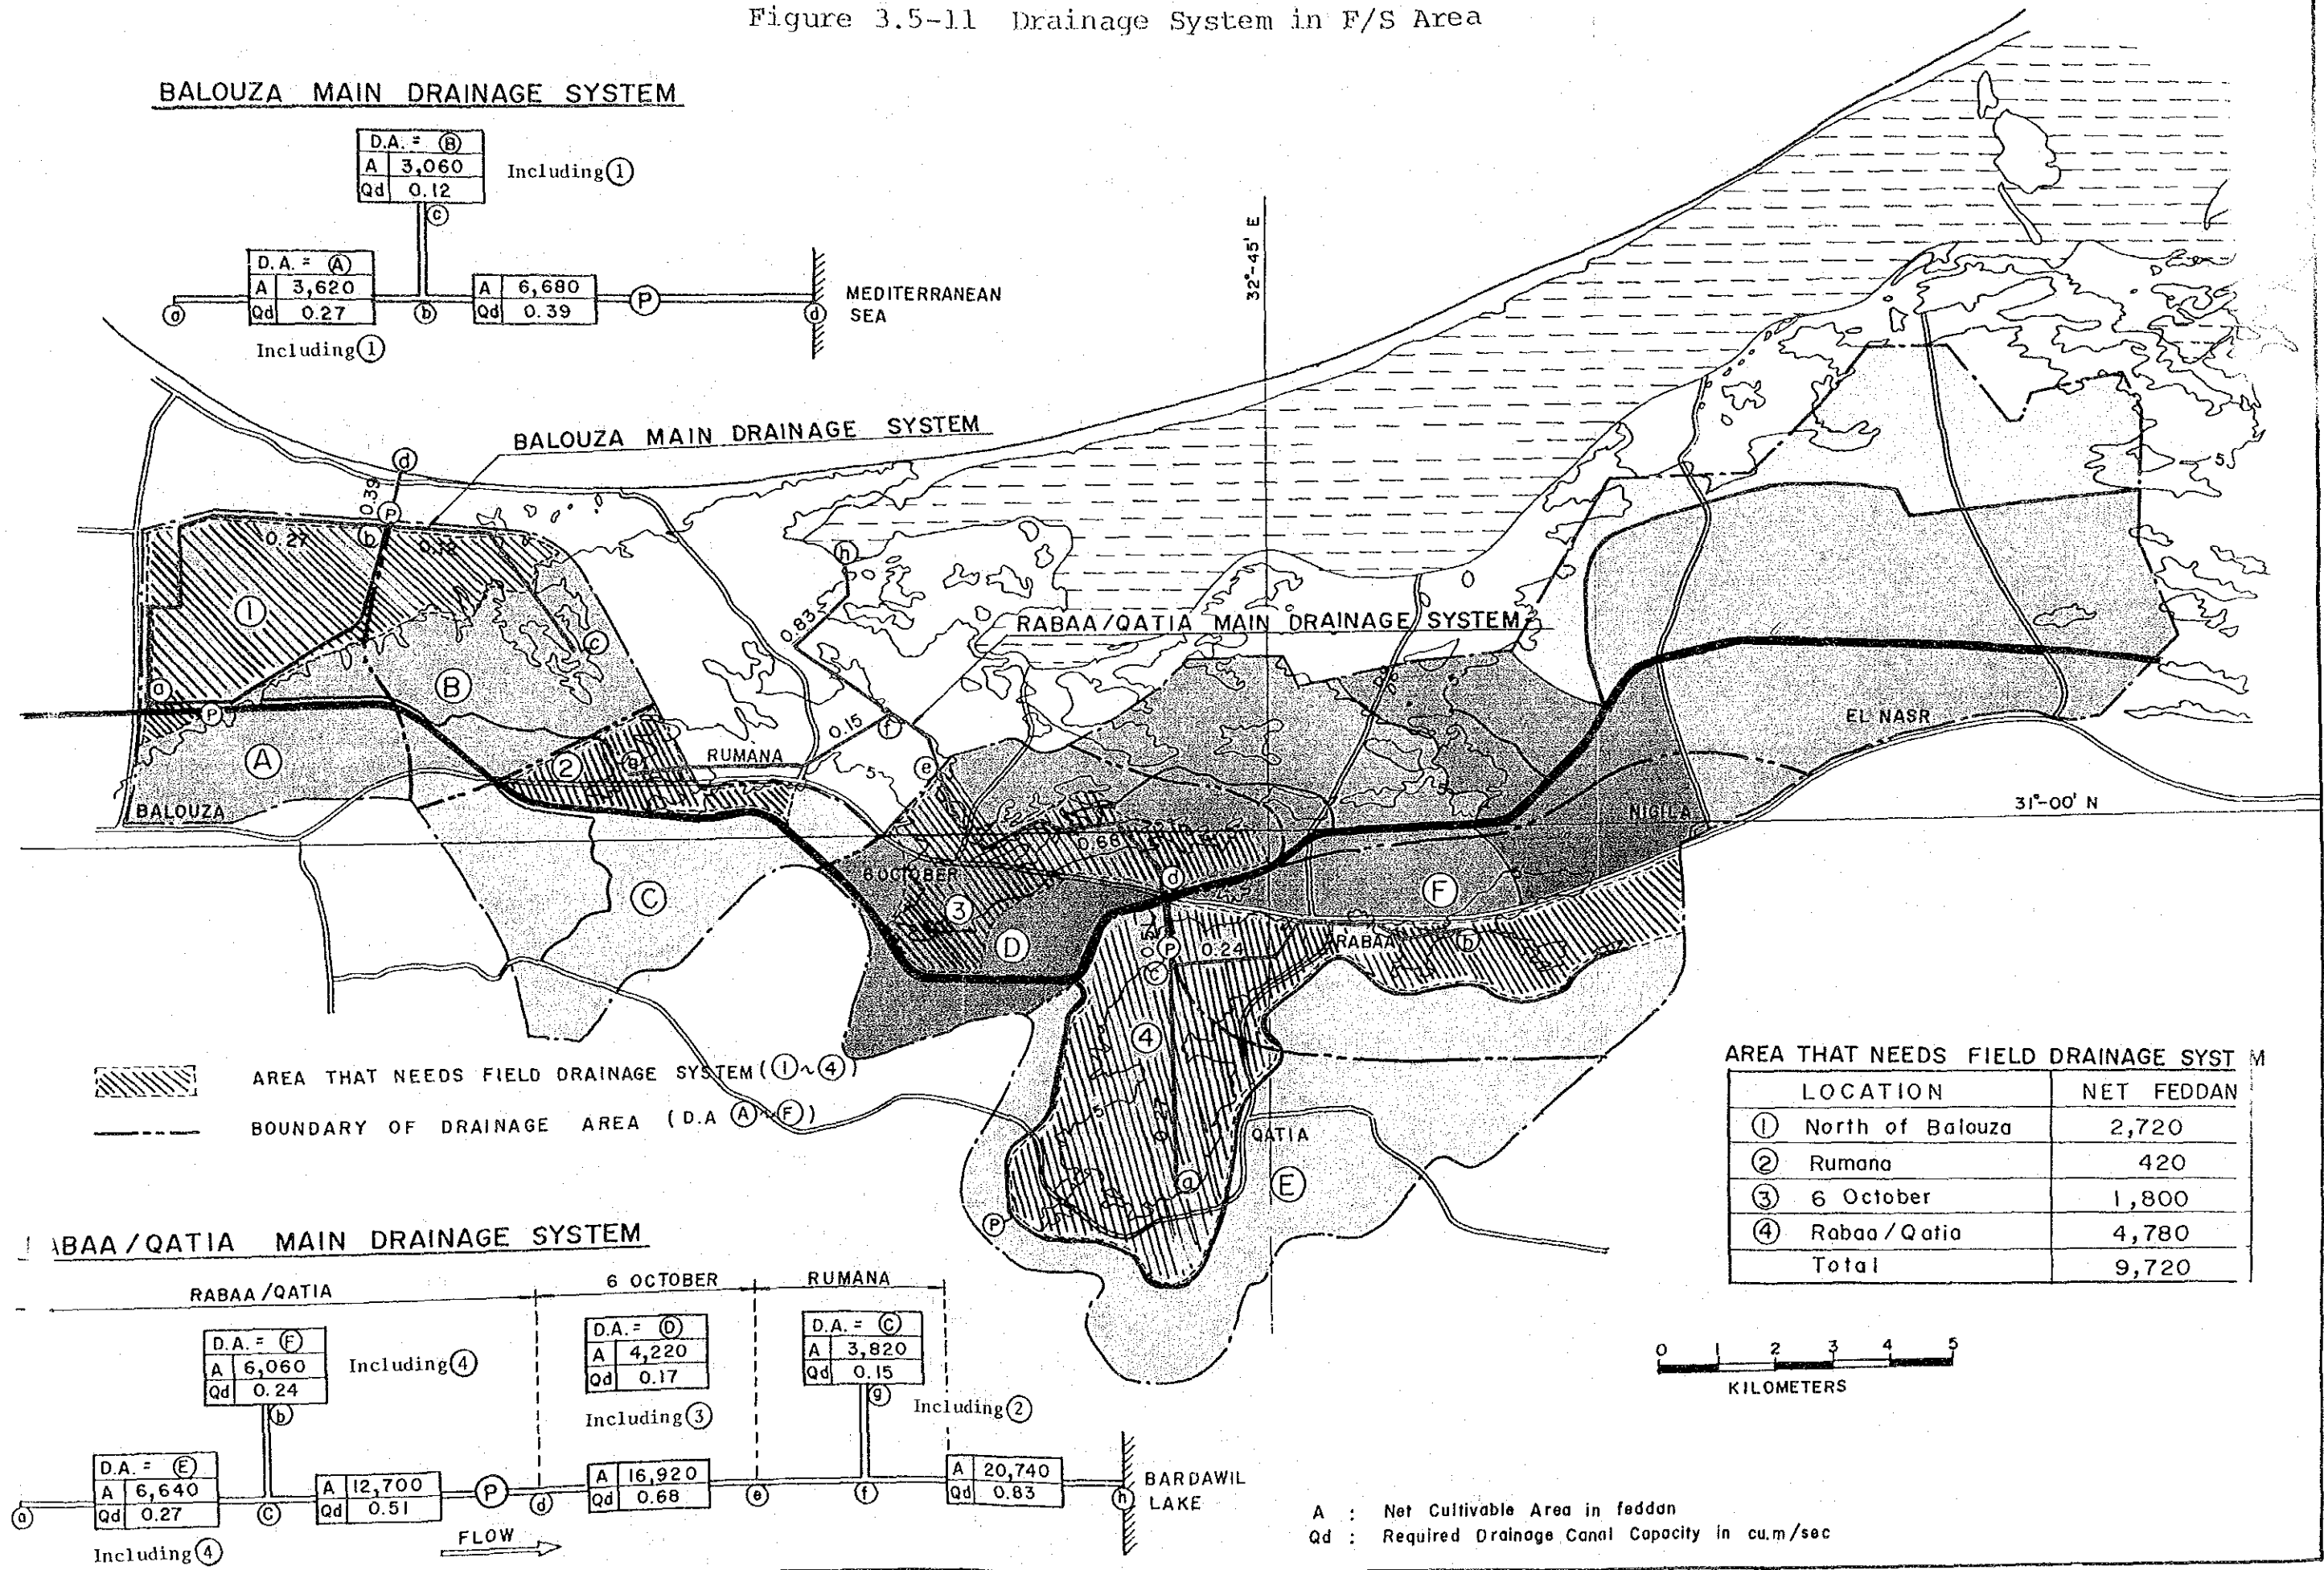 Figure 3.5-11 Drainage System in F/S Area
BALOUZA MAIN DRAINAGE SYSTEM
D.A. = Ⓑ
A 3,060
Qd 0.12
Including ①
ⓒ
D.A. = Ⓐ
A 3,620
Qd 0.27
Including ①
ⓐ
ⓑ
A 6,680
Qd 0.39
Ⓟ
ⓓ
MEDITERRANEAN
SEA
32°-45' E
BALOUZA MAIN DRAINAGE SYSTEM
ⓓ
0.39
Ⓟ
ⓑ
0.27
0.12
①
ⓒ
Ⓑ
ⓐ
Ⓟ
Ⓐ
BALOUZA
②
RUMANA
0.15
ⓗ
0.83
RABAA/QATIA MAIN DRAINAGE SYSTEM
ⓕ
ⓔ
5
5
EL NASR
31°-00' N
NIGILA
0.68
6 OCTOBER
③
Ⓒ
Ⓓ
ⓓ
Ⓕ
Ⓟ
0.24
ⓒ
RABAA
ⓑ
④
5
0.27
QATIA
ⓐ
Ⓔ
Ⓟ
AREA THAT NEEDS FIELD DRAINAGE SYSTEM (①~④)
BOUNDARY OF DRAINAGE AREA (D.A Ⓐ~Ⓕ)
AREA THAT NEEDS FIELD DRAINAGE SYST M
LOCATION NET FEDDAN
① North of Balouza 2,720
② Rumana 420
③ 6 October 1,800
④ Rabaa/Qatia 4,780
Total 9,720
0 1 2 3 4 5
KILOMETERS
ABAA/QATIA MAIN DRAINAGE SYSTEM
RABAA/QATIA 6 OCTOBER RUMANA
D.A. = Ⓕ
A 6,060
Qd 0.24
Including ④
ⓑ
D.A. = Ⓓ
A 4,220
Qd 0.17
Including ③
D.A. = Ⓒ
A 3,820
Qd 0.15
ⓖ
Including ②
D.A. = Ⓔ
A 6,640
Qd 0.27
Including ④
ⓐ
ⓒ
A 12,700
Qd 0.51
Ⓟ
ⓓ
A 16,920
Qd 0.68
ⓔ
ⓕ
A 20,740
Qd 0.83
ⓗ
BARDAWIL
LAKE
FLOW
A : Net Cultivable Area in feddan
Qd : Required Drainage Canal Capacity in cu.m/sec